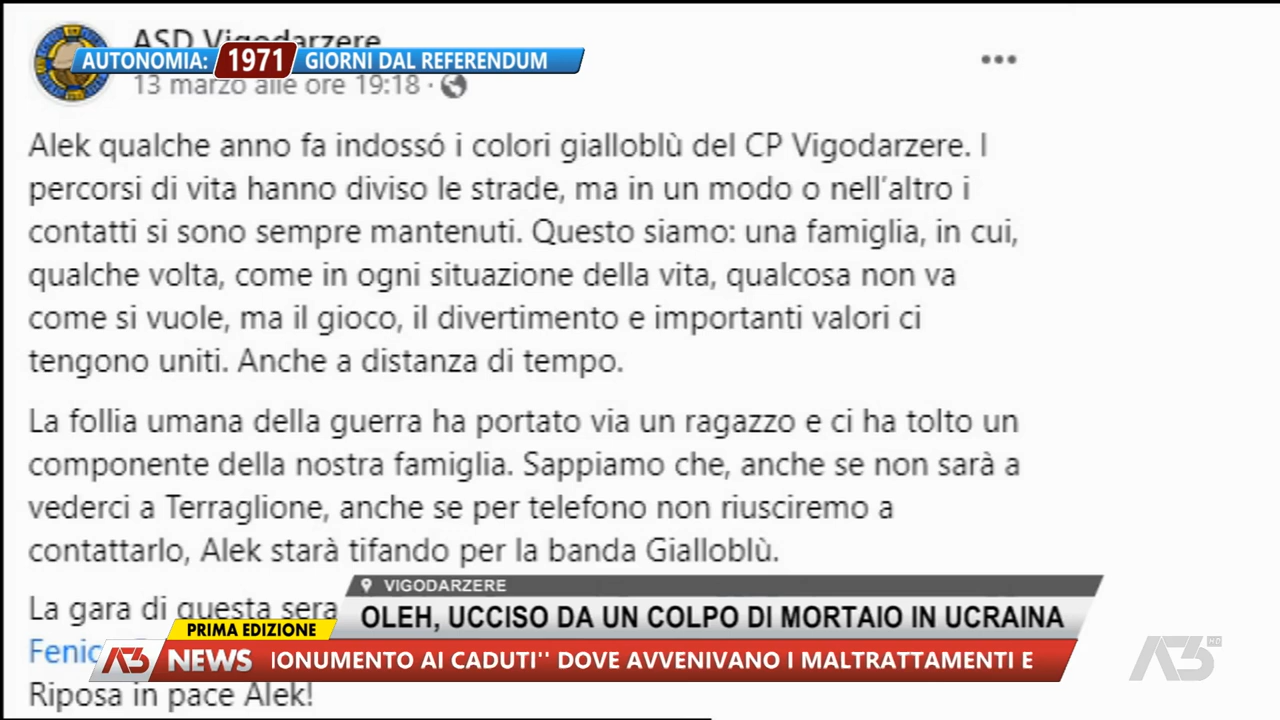 ASD Vigodarzere
AUTONOMIA: 1971 GIORNI DAL REFERENDUM
13 marzo alle ore 19:18 ·
Alek qualche anno fa indossó i colori gialloblù del CP Vigodarzere. I
percorsi di vita hanno diviso le strade, ma in un modo o nell'altro i
contatti si sono sempre mantenuti. Questo siamo: una famiglia, in cui,
qualche volta, come in ogni situazione della vita, qualcosa non va
come si vuole, ma il gioco, il divertimento e importanti valori ci
tengono uniti. Anche a distanza di tempo.
La follia umana della guerra ha portato via un ragazzo e ci ha tolto un
componente della nostra famiglia. Sappiamo che, anche se non sarà a
vederci a Terraglione, anche se per telefono non riusciremo a
contattarlo, Alek starà tifando per la banda Gialloblù.
VIGODARZERE
La gara di questa sera
OLEH, UCCISO DA UN COLPO DI MORTAIO IN UCRAINA
PRIMA EDIZIONE
A3 NEWS IONUMENTO AI CADUTI'' DOVE AVVENIVANO I MALTRATTAMENTI E
A3 HD
Riposa in pace Alek!